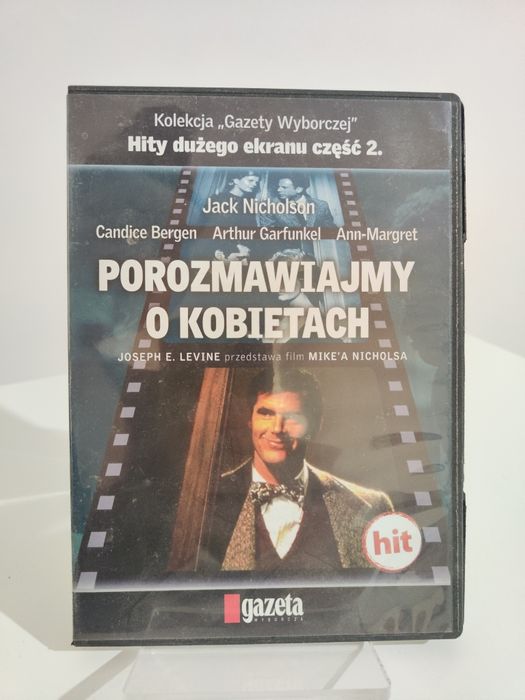 Kolekcja „Gazety Wyborczej”
Hity dużego ekranu część 2.
Jack Nicholson
Candice Bergen Arthur Garfunkel Ann-Margret
POROZMAWIAJMY
O KOBIETACH
JOSEPH E. LEVINE przedstawa film MIKE'A NICHOLSA
hit
gazeta
WYBORCZA